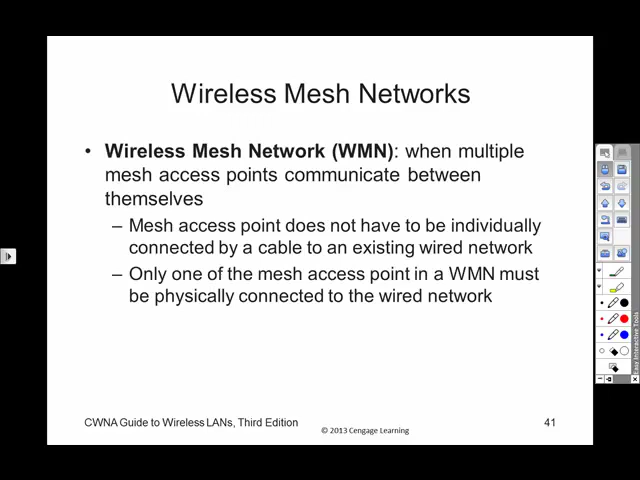 Wireless Mesh Networks
• Wireless Mesh Network (WMN): when multiple
mesh access points communicate between
themselves
– Mesh access point does not have to be individually
connected by a cable to an existing wired network
– Only one of the mesh access point in a WMN must
be physically connected to the wired network
CWNA Guide to Wireless LANs, Third Edition
© 2013 Cengage Learning
41
Easy Interactive Tools